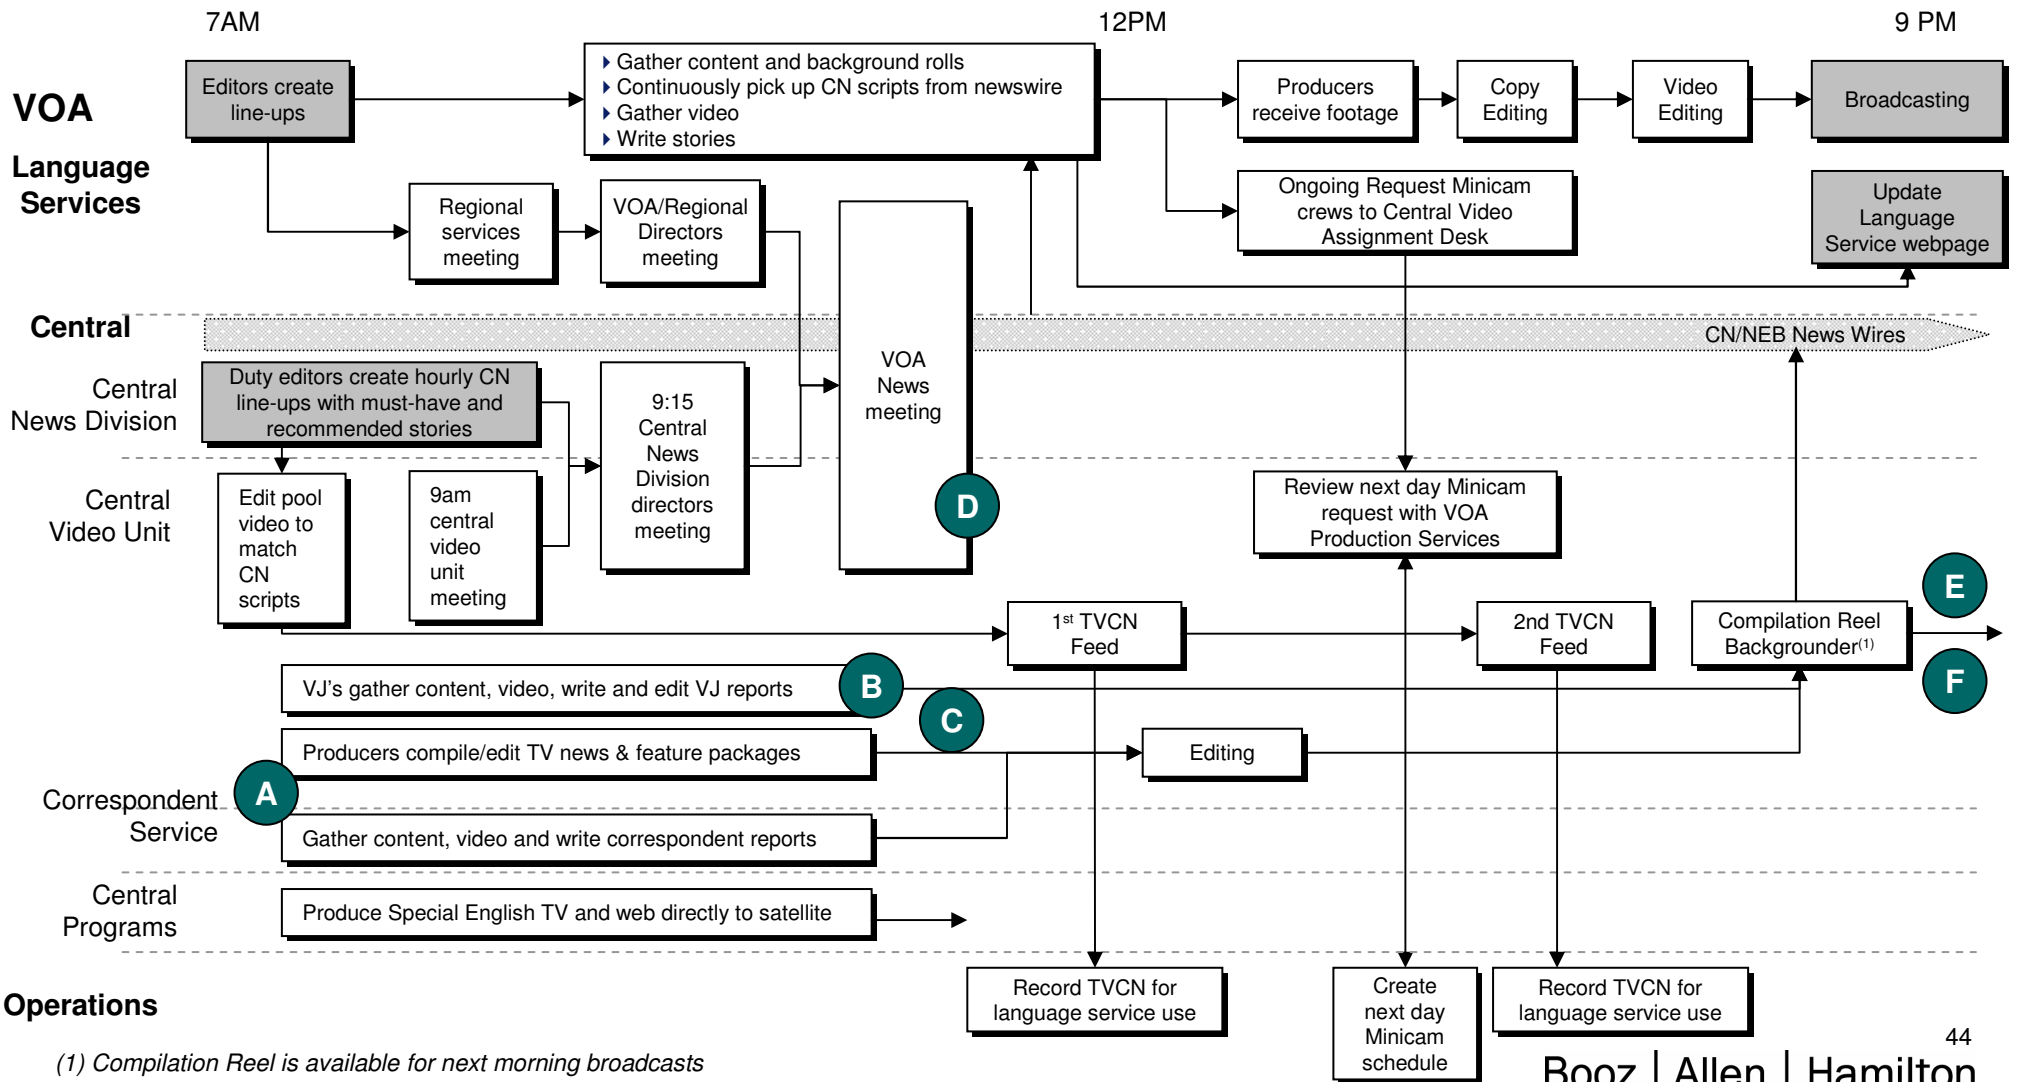 7AM
12PM
9 PM
VOA
Language
Services
Editors create
line-ups
Gather content and background rolls
Continuously pick up CN scripts from newswire
Gather video
Write stories
Producers
receive footage
Copy
Editing
Video
Editing
Broadcasting
Regional
services
meeting
VOA/Regional
Directors
meeting
Ongoing Request Minicam
crews to Central Video
Assignment Desk
Update
Language
Service webpage
Central
CN/NEB News Wires
Central
News Division
Duty editors create hourly CN
line-ups with must-have and
recommended stories
9:15
Central
News
Division
directors
meeting
VOA
News
meeting
D
Central
Video Unit
Edit pool
video to
match
CN
scripts
9am
central
video
unit
meeting
Review next day Minicam
request with VOA
Production Services
1st TVCN
Feed
2nd TVCN
Feed
Compilation Reel
Backgrounder(1)
E
F
VJ's gather content, video, write and edit VJ reports
B
C
Producers compile/edit TV news & feature packages
Editing
A
Correspondent
Service
Gather content, video and write correspondent reports
Central
Programs
Produce Special English TV and web directly to satellite
Operations
Record TVCN for
language service use
Create
next day
Minicam
schedule
Record TVCN for
language service use
(1) Compilation Reel is available for next morning broadcasts
44
Booz | Allen | Hamilton